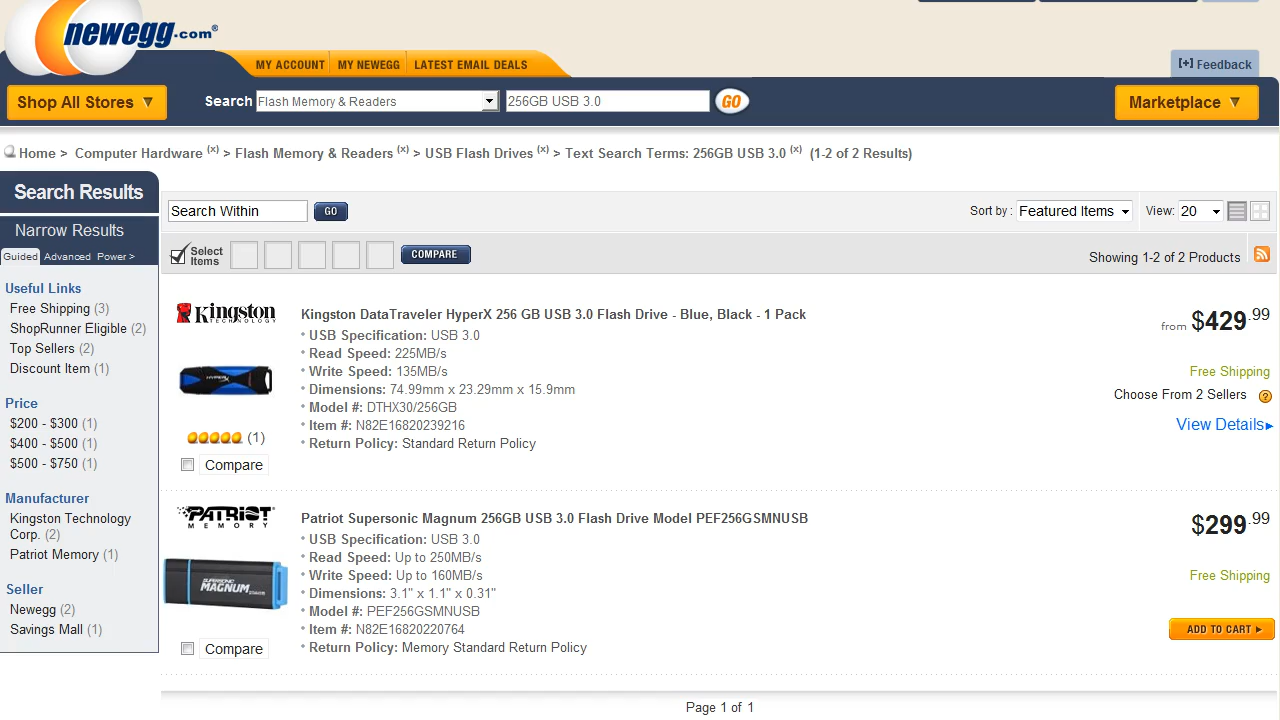 newegg.com®
MY ACCOUNT
MY NEWEGG
LATEST EMAIL DEALS
[+] Feedback
Shop All Stores ▼
Search
Flash Memory & Readers
256GB USB 3.0
GO
Marketplace ▼
Home > Computer Hardware (x) > Flash Memory & Readers (x) > USB Flash Drives (x) > Text Search Terms: 256GB USB 3.0 (x) (1-2 of 2 Results)
Search Results
Narrow Results
Guided Advanced Power >
Useful Links
Free Shipping (3)
ShopRunner Eligible (2)
Top Sellers (2)
Discount Item (1)
Price
$200 - $300 (1)
$400 - $500 (1)
$500 - $750 (1)
Manufacturer
Kingston Technology
Corp. (2)
Patriot Memory (1)
Seller
Newegg (2)
Savings Mall (1)
Search Within
GO
Sort by : Featured Items
View: 20
Select
Items
COMPARE
Showing 1-2 of 2 Products
Kingston
TECHNOLOGY
HYPERX
(1)
Compare
Kingston DataTraveler HyperX 256 GB USB 3.0 Flash Drive - Blue, Black - 1 Pack
USB Specification: USB 3.0
Read Speed: 225MB/s
Write Speed: 135MB/s
Dimensions: 74.99mm x 23.29mm x 15.9mm
Model #: DTHX30/256GB
Item #: N82E16820239216
Return Policy: Standard Return Policy
from $429.99
Free Shipping
Choose From 2 Sellers ?
View Details►
PATRIOT
MEMORY
SUPERSONIC
MAGNUM
256GB
Compare
Patriot Supersonic Magnum 256GB USB 3.0 Flash Drive Model PEF256GSMNUSB
USB Specification: USB 3.0
Read Speed: Up to 250MB/s
Write Speed: Up to 160MB/s
Dimensions: 3.1" x 1.1" x 0.31"
Model #: PEF256GSMNUSB
Item #: N82E16820220764
Return Policy: Memory Standard Return Policy
$299.99
Free Shipping
ADD TO CART ►
Page 1 of 1